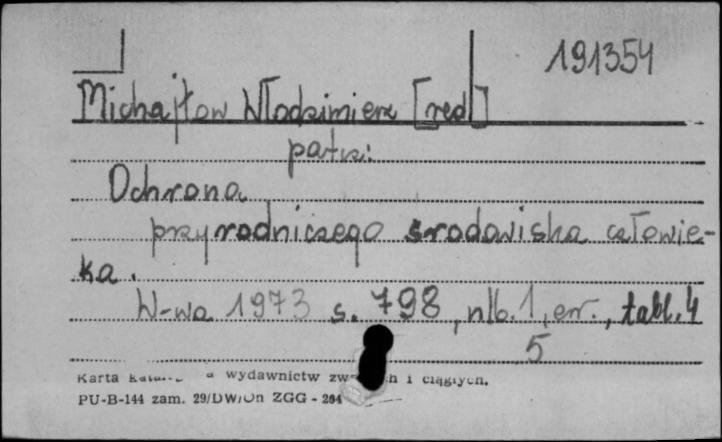 191354
Michajłow Włodzimierz [red]
patrz:
Ochrona
przyrodniczego środowiska człowie-
ka.
W-wa 1973 s. 798, nlb. 1, err., tabl. 4
5
Karta wydawnictw i ciągłych.
PU-B-144 zam. 29/DW/On ZGG - 204